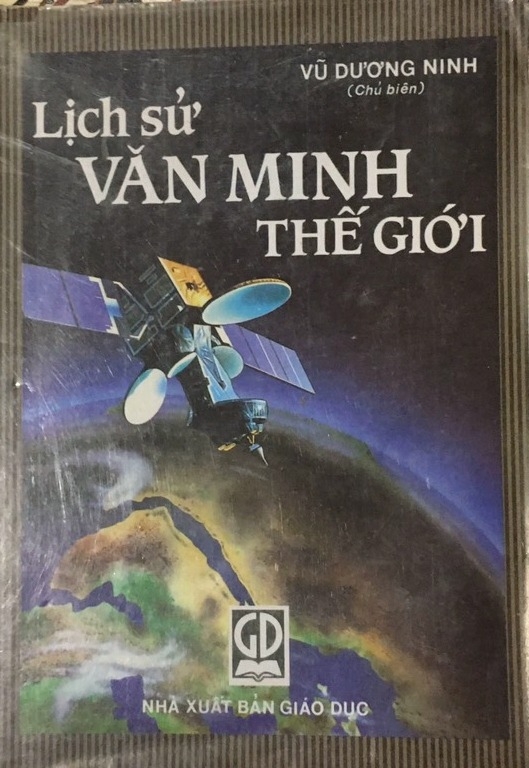 VŨ DƯƠNG NINH
(Chủ biên)
Lịch sử
VĂN MINH
THẾ GIỚI
GD
NHÀ XUẤT BẢN GIÁO DỤC